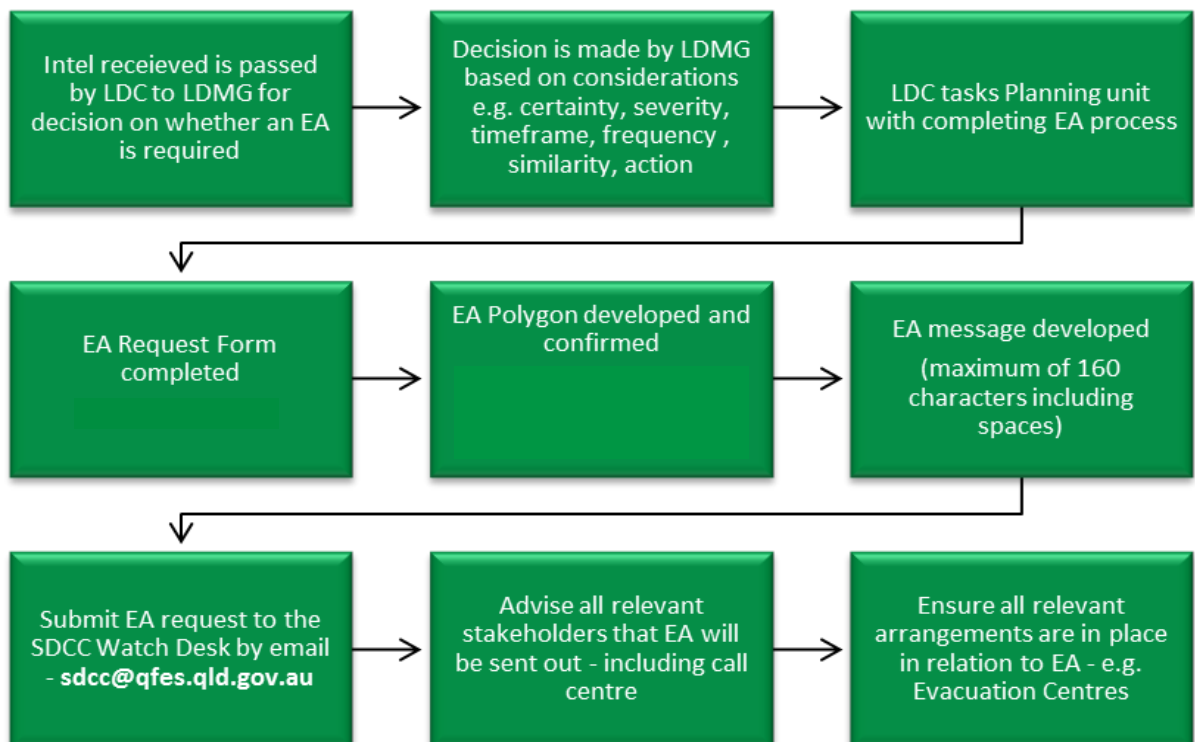 Intel receieved is passed
by LDC to LDMG for
decision on whether an EA
is required
Decision is made by LDMG
based on considerations
e.g. certainty, severity,
timeframe, frequency ,
similarity, action
LDC tasks Planning unit
with completing EA process
EA Request Form
completed
EA Polygon developed and
confirmed
EA message developed
(maximum of 160
characters including
spaces)
Submit EA request to the
SDCC Watch Desk by email
- sdcc@qfes.qld.gov.au
Advise all relevant
stakeholders that EA will
be sent out - including call
centre
Ensure all relevant
arrangements are in place
in relation to EA - e.g.
Evacuation Centres